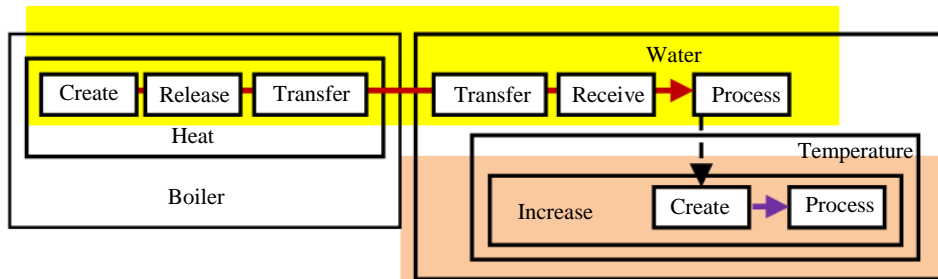 Water
Create
Release
Transfer
Transfer
Receive
Process
Heat
Temperature
Boiler
Increase
Create
Process